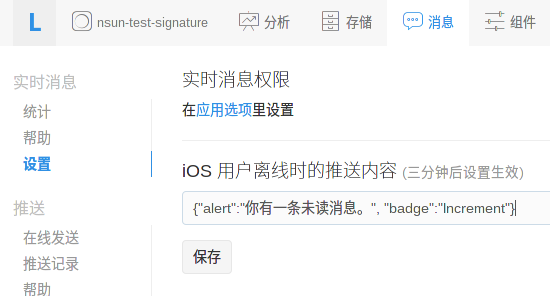 L nsun-test-signature 分析 存储 消息 组件
实时消息
统计
帮助
设置
推送
在线发送
推送记录
帮助
实时消息权限
在应用选项里设置
iOS 用户离线时的推送内容 (三分钟后设置生效)
{"alert":"你有一条未读消息。", "badge":"Increment"}
保存